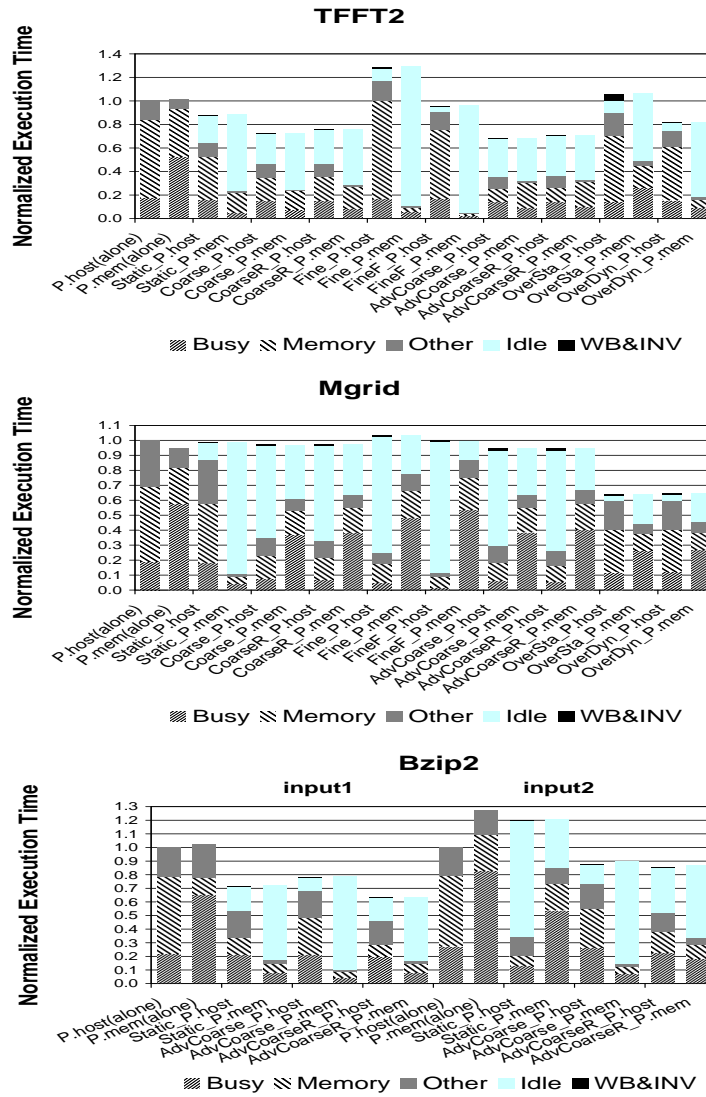 TFFT2
Normalized Execution Time
1.4
1.2
1.0
0.8
0.6
0.4
0.2
0.0
P.host(alone)
P.mem(alone)
Static_P.host
Static_P.mem
Coarse_P.host
Coarse_P.mem
CoarseR_P.host
CoarseR_P.mem
Fine_P.host
Fine_P.mem
FineF_P.host
FineF_P.mem
AdvCoarse_P.host
AdvCoarse_P.mem
AdvCoarseR_P.host
AdvCoarseR_P.mem
OverSta_P.host
OverSta_P.mem
OverDyn_P.host
OverDyn_P.mem
Busy Memory Other Idle WB&INV
Mgrid
Normalized Execution Time
1.1
1.0
0.9
0.8
0.7
0.6
0.5
0.4
0.3
0.2
0.1
0.0
P.host(alone)
P.mem(alone)
Static_P.host
Static_P.mem
Coarse_P.host
Coarse_P.mem
CoarseR_P.host
CoarseR_P.mem
Fine_P.host
Fine_P.mem
FineF_P.host
FineF_P.mem
AdvCoarse_P.host
AdvCoarse_P.mem
AdvCoarseR_P.host
AdvCoarseR_P.mem
OverSta_P.host
OverSta_P.mem
OverDyn_P.host
OverDyn_P.mem
Busy Memory Other Idle WB&INV
Bzip2
input1 input2
Normalized Execution Time
1.3
1.2
1.1
1.0
0.9
0.8
0.7
0.6
0.5
0.4
0.3
0.2
0.1
0.0
P.host(alone)
P.mem(alone)
Static_P.host
Static_P.mem
AdvCoarse_P.host
AdvCoarse_P.mem
AdvCoarseR_P.host
AdvCoarseR_P.mem
P.host(alone)
P.mem(alone)
Static_P.host
Static_P.mem
AdvCoarse_P.host
AdvCoarse_P.mem
AdvCoarseR_P.host
AdvCoarseR_P.mem
Busy Memory Other Idle WB&INV